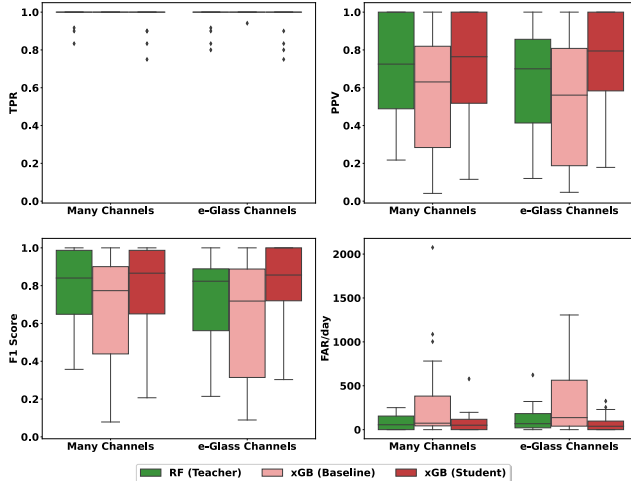 1.0
0.8
0.6
0.4
0.2
0.0
TPR
Many Channels
e-Glass Channels
1.0
0.8
0.6
0.4
0.2
0.0
PPV
Many Channels
e-Glass Channels
1.0
0.8
0.6
0.4
0.2
0.0
F1 Score
Many Channels
e-Glass Channels
2000
1500
1000
500
0
FAR/day
Many Channels
e-Glass Channels
RF (Teacher)
xGB (Baseline)
xGB (Student)